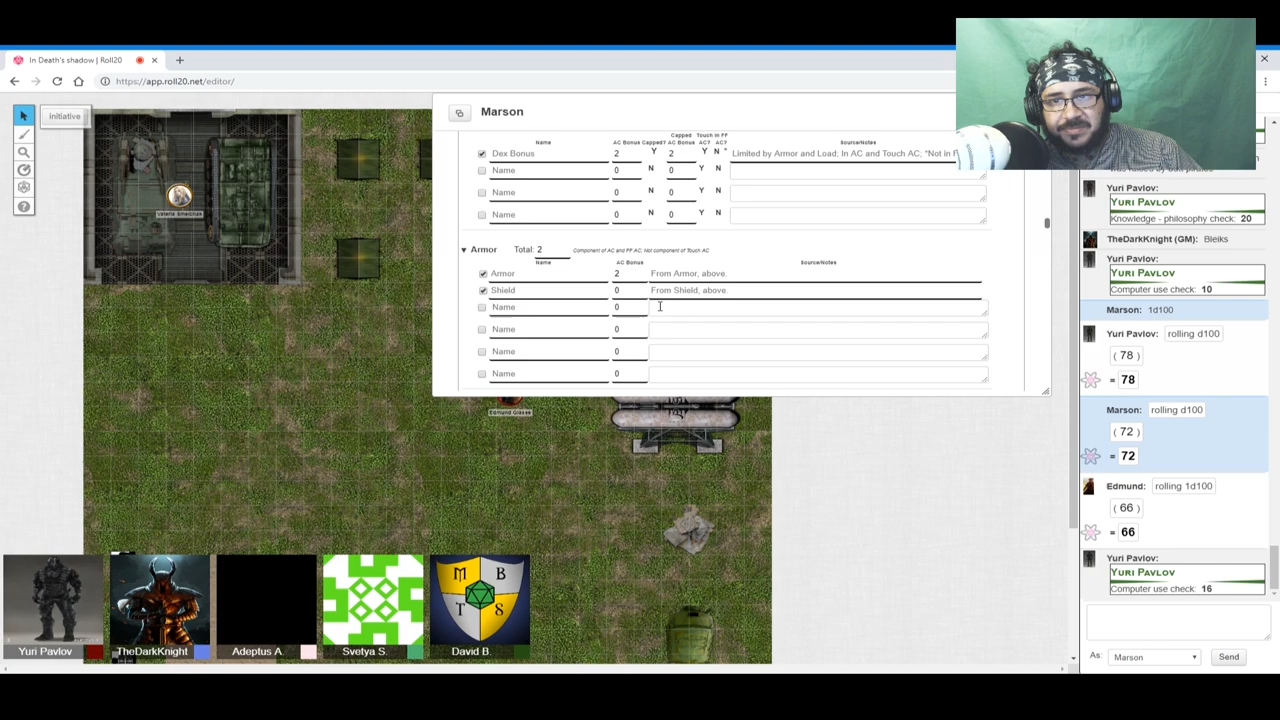 In Death's shadow | Roll20
https://app.roll20.net/editor/
initiative
Marson
Name AC Bonus Capped? Capped AC Bonus Touch AC? In FF AC? Source/Notes
Dex Bonus 2 Y 2 Y N * Limited by Armor and Load; In AC and Touch AC; *Not in F
Name 0 N 0 Y N
Name 0 N 0 Y N
Name 0 N 0 Y N
Armor Total: 2 Component of AC and FF AC; Not component of Touch AC
Name AC Bonus Source/Notes
Armor 2 From Armor, above.
Shield 0 From Shield, above.
Name 0
Name 0
Name 0
Name 0
Edmund Glasse
Yuri Pavlov
TheDarkKnight
Adeptus A.
Svetya S.
M B T S
David B.
Yuri Pavlov:
Yuri Pavlov
Knowledge - philosophy check: 20
TheDarkKnight (GM): Bleiks
Yuri Pavlov:
Yuri Pavlov
Computer use check: 10
Marson: 1d100
Yuri Pavlov: rolling d100
( 78 )
= 78
Marson: rolling d100
( 72 )
= 72
Edmund: rolling 1d100
( 66 )
= 66
Yuri Pavlov:
Yuri Pavlov
Computer use check: 16
As: Marson Send